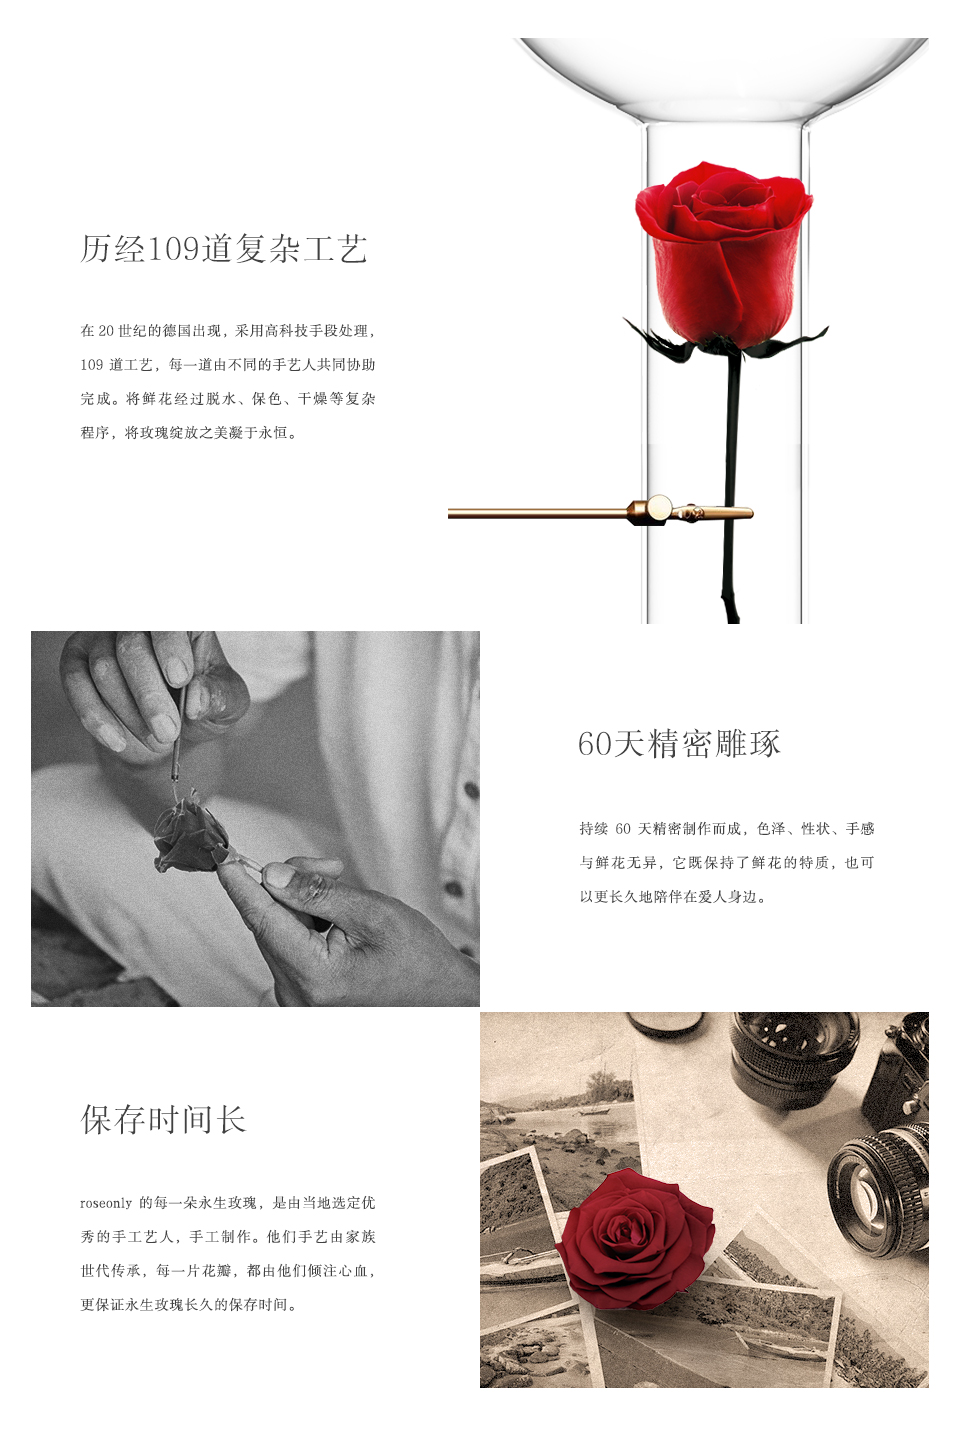 历经109道复杂工艺
在 20 世纪的德国出现，采用高科技手段处理，
109 道工艺，每一道由不同的手艺人共同协助
完成。将鲜花经过脱水、保色、干燥等复杂
程序，将玫瑰绽放之美凝于永恒。
60天精密雕琢
持续 60 天精密制作而成，色泽、性状、手感
与鲜花无异，它既保持了鲜花的特质，也可
以更长久地陪伴在爱人身边。
保存时间长
roseonly 的每一朵永生玫瑰，是由当地选定优
秀的手工艺人，手工制作。他们手艺由家族
世代传承，每一片花瓣，都由他们倾注心血，
更保证永生玫瑰长久的保存时间。